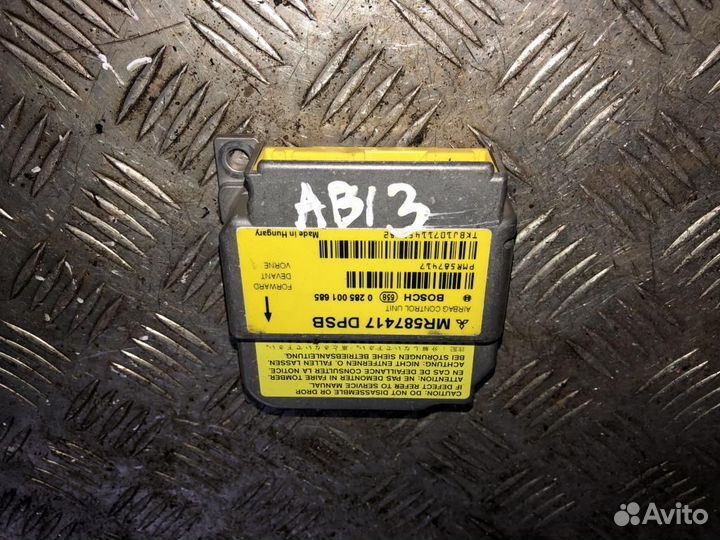 AB13
MR587417 DPSB
AIRBAG CONTROL UNIT
BOSCH 658 0 285 001 685
PMR587417
Made in Hungary
FORWARD
DEVANT
VORNE
CAUTION: DO NOT DISASSEMBLE OR DROP
IF DEFECT REFER TO SERVICE MANUAL
ATTENTION: NE PAS DEMONTER NI FAIRE TOMBER.
EN CAS DE DEFAILLANCE CONSULTER LA NOTICE.
ACHTUNG: NICHT ENTFERNEN O. FALLEN LASSEN.
BEI STÖRUNGEN SIEHE BETRIEBSANLEITUNG.
Avito